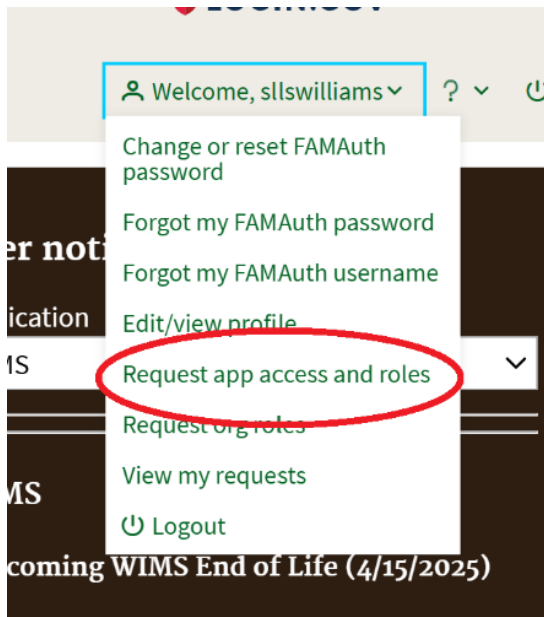 LOGIN.GOV
Welcome, sllswilliams
?
Change or reset FAMAuth
password
Forgot my FAMAuth password
er noti
Forgot my FAMAuth username
ication
Edit/view profile
MS
Request app access and roles
Request org roles
View my requests
MS
Logout
coming WIMS End of Life (4/15/2025)